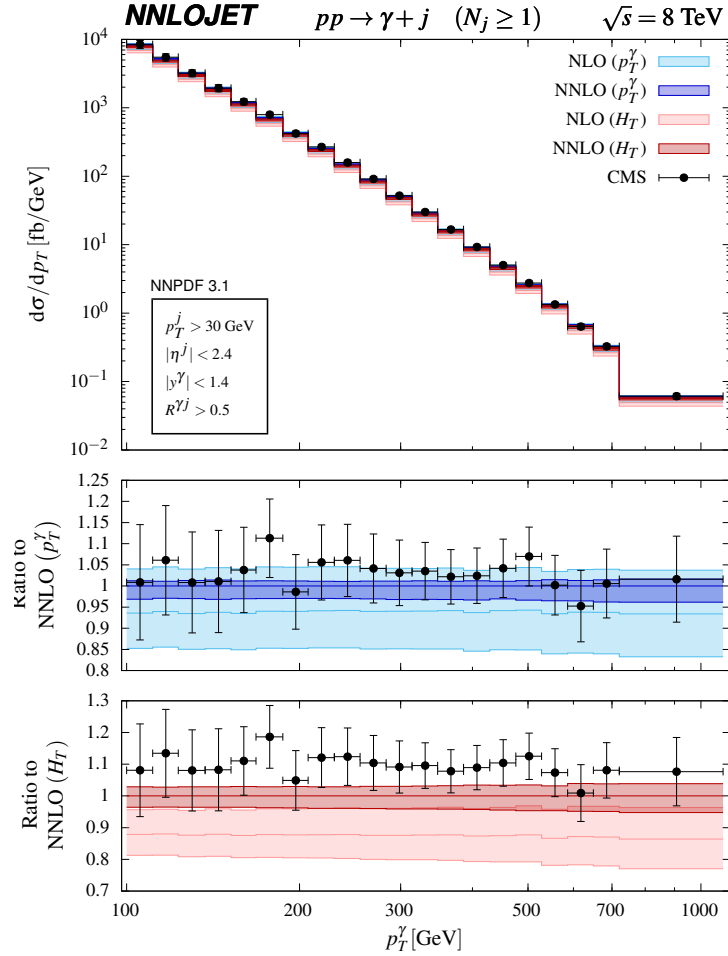 NNLOJET pp → γ + j (N_j ≥ 1) √s = 8 TeV
10^4
10^3
10^2
10^1
10^0
10^−1
10^−2
dσ/dp_T [fb/GeV]
NLO (p_T^γ)
NNLO (p_T^γ)
NLO (H_T)
NNLO (H_T)
CMS
NNPDF 3.1
p_T^j > 30 GeV
|η^j| < 2.4
|y^γ| < 1.4
R^γj > 0.5
1.25
1.2
1.15
1.1
1.05
1
0.95
0.9
0.85
0.8
Ratio to
NNLO (p_T^γ)
1.3
1.2
1.1
1
0.9
0.8
0.7
Ratio to
NNLO (H_T)
100 200 300 400 500 700 1000
p_T^γ [GeV]